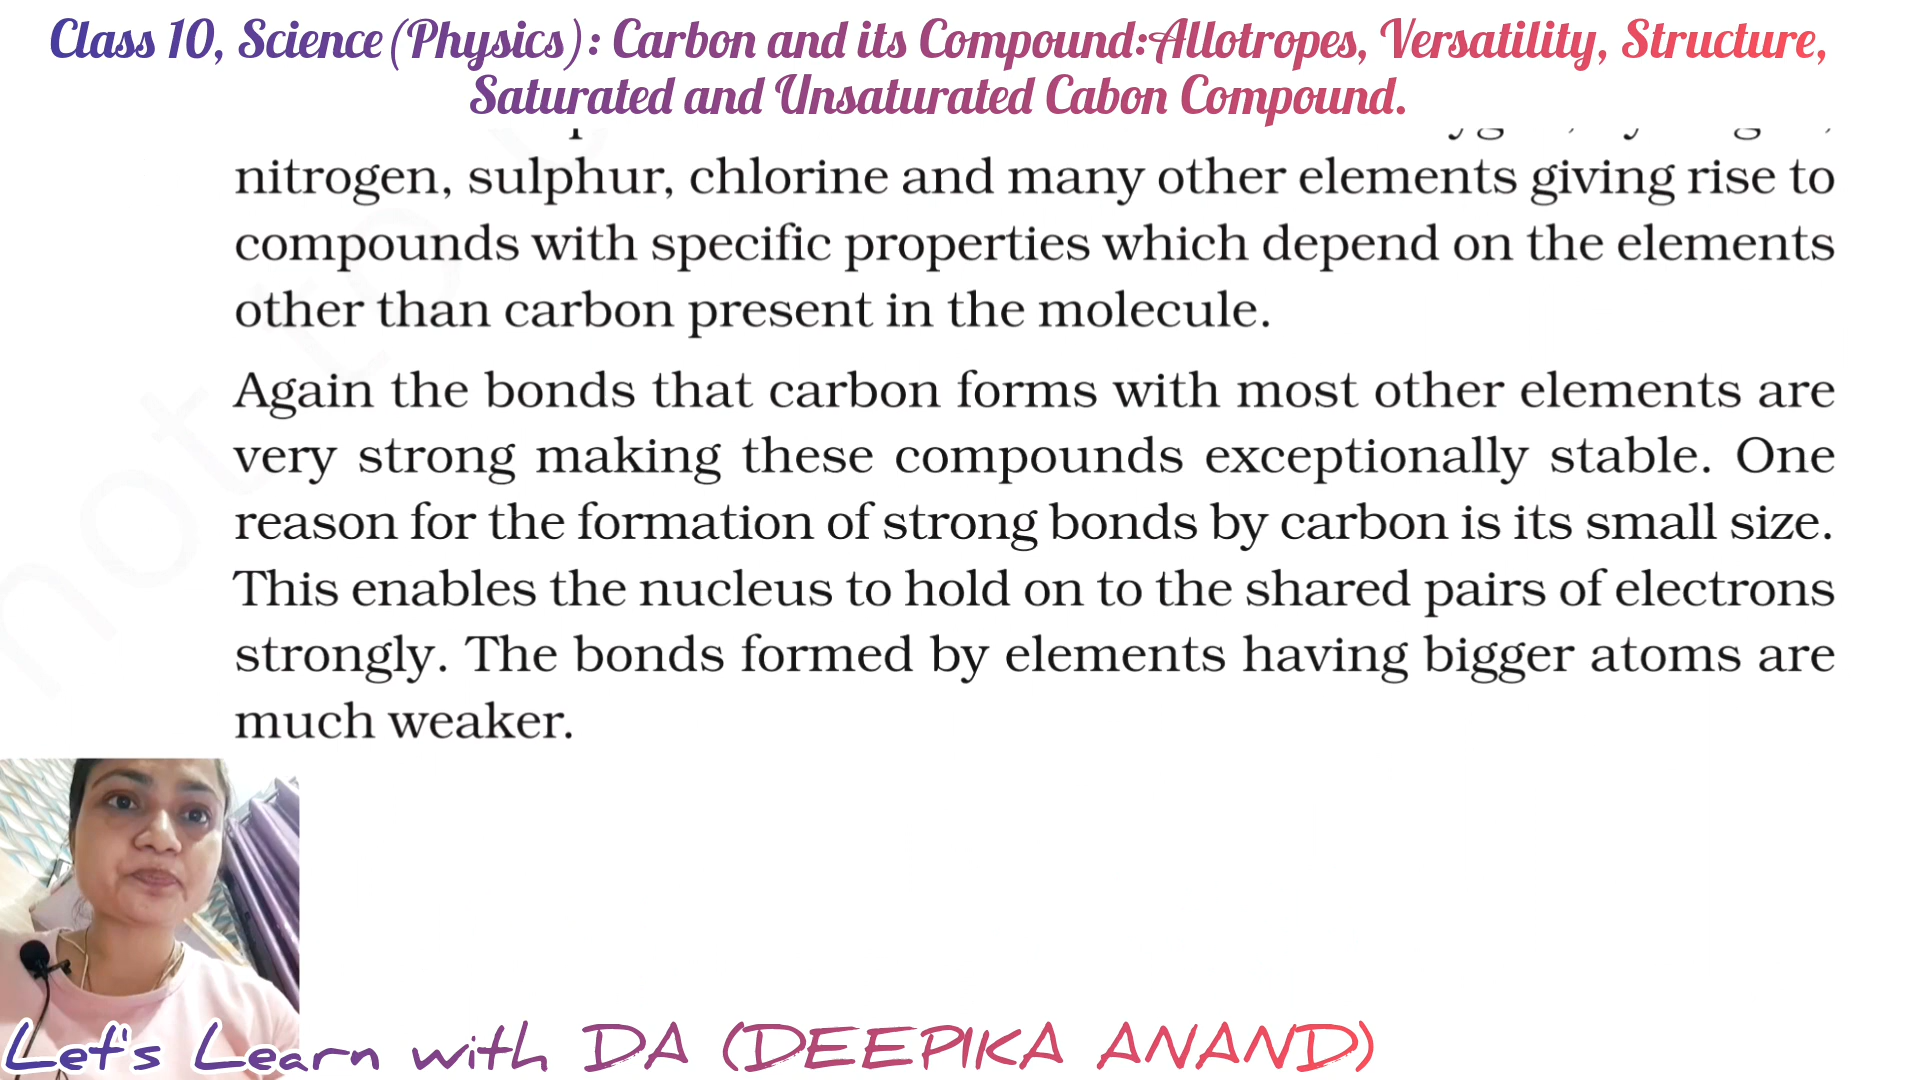 Class 10, Science(Physics): Carbon and its Compound:Allotropes, Versatility, Structure,
Saturated and Unsaturated Cabon Compound.
nitrogen, sulphur, chlorine and many other elements giving rise to
compounds with specific properties which depend on the elements
other than carbon present in the molecule.
Again the bonds that carbon forms with most other elements are
very strong making these compounds exceptionally stable. One
reason for the formation of strong bonds by carbon is its small size.
This enables the nucleus to hold on to the shared pairs of electrons
strongly. The bonds formed by elements having bigger atoms are
much weaker.
not
Let's Learn with DA (DEEPIKA ANAND)